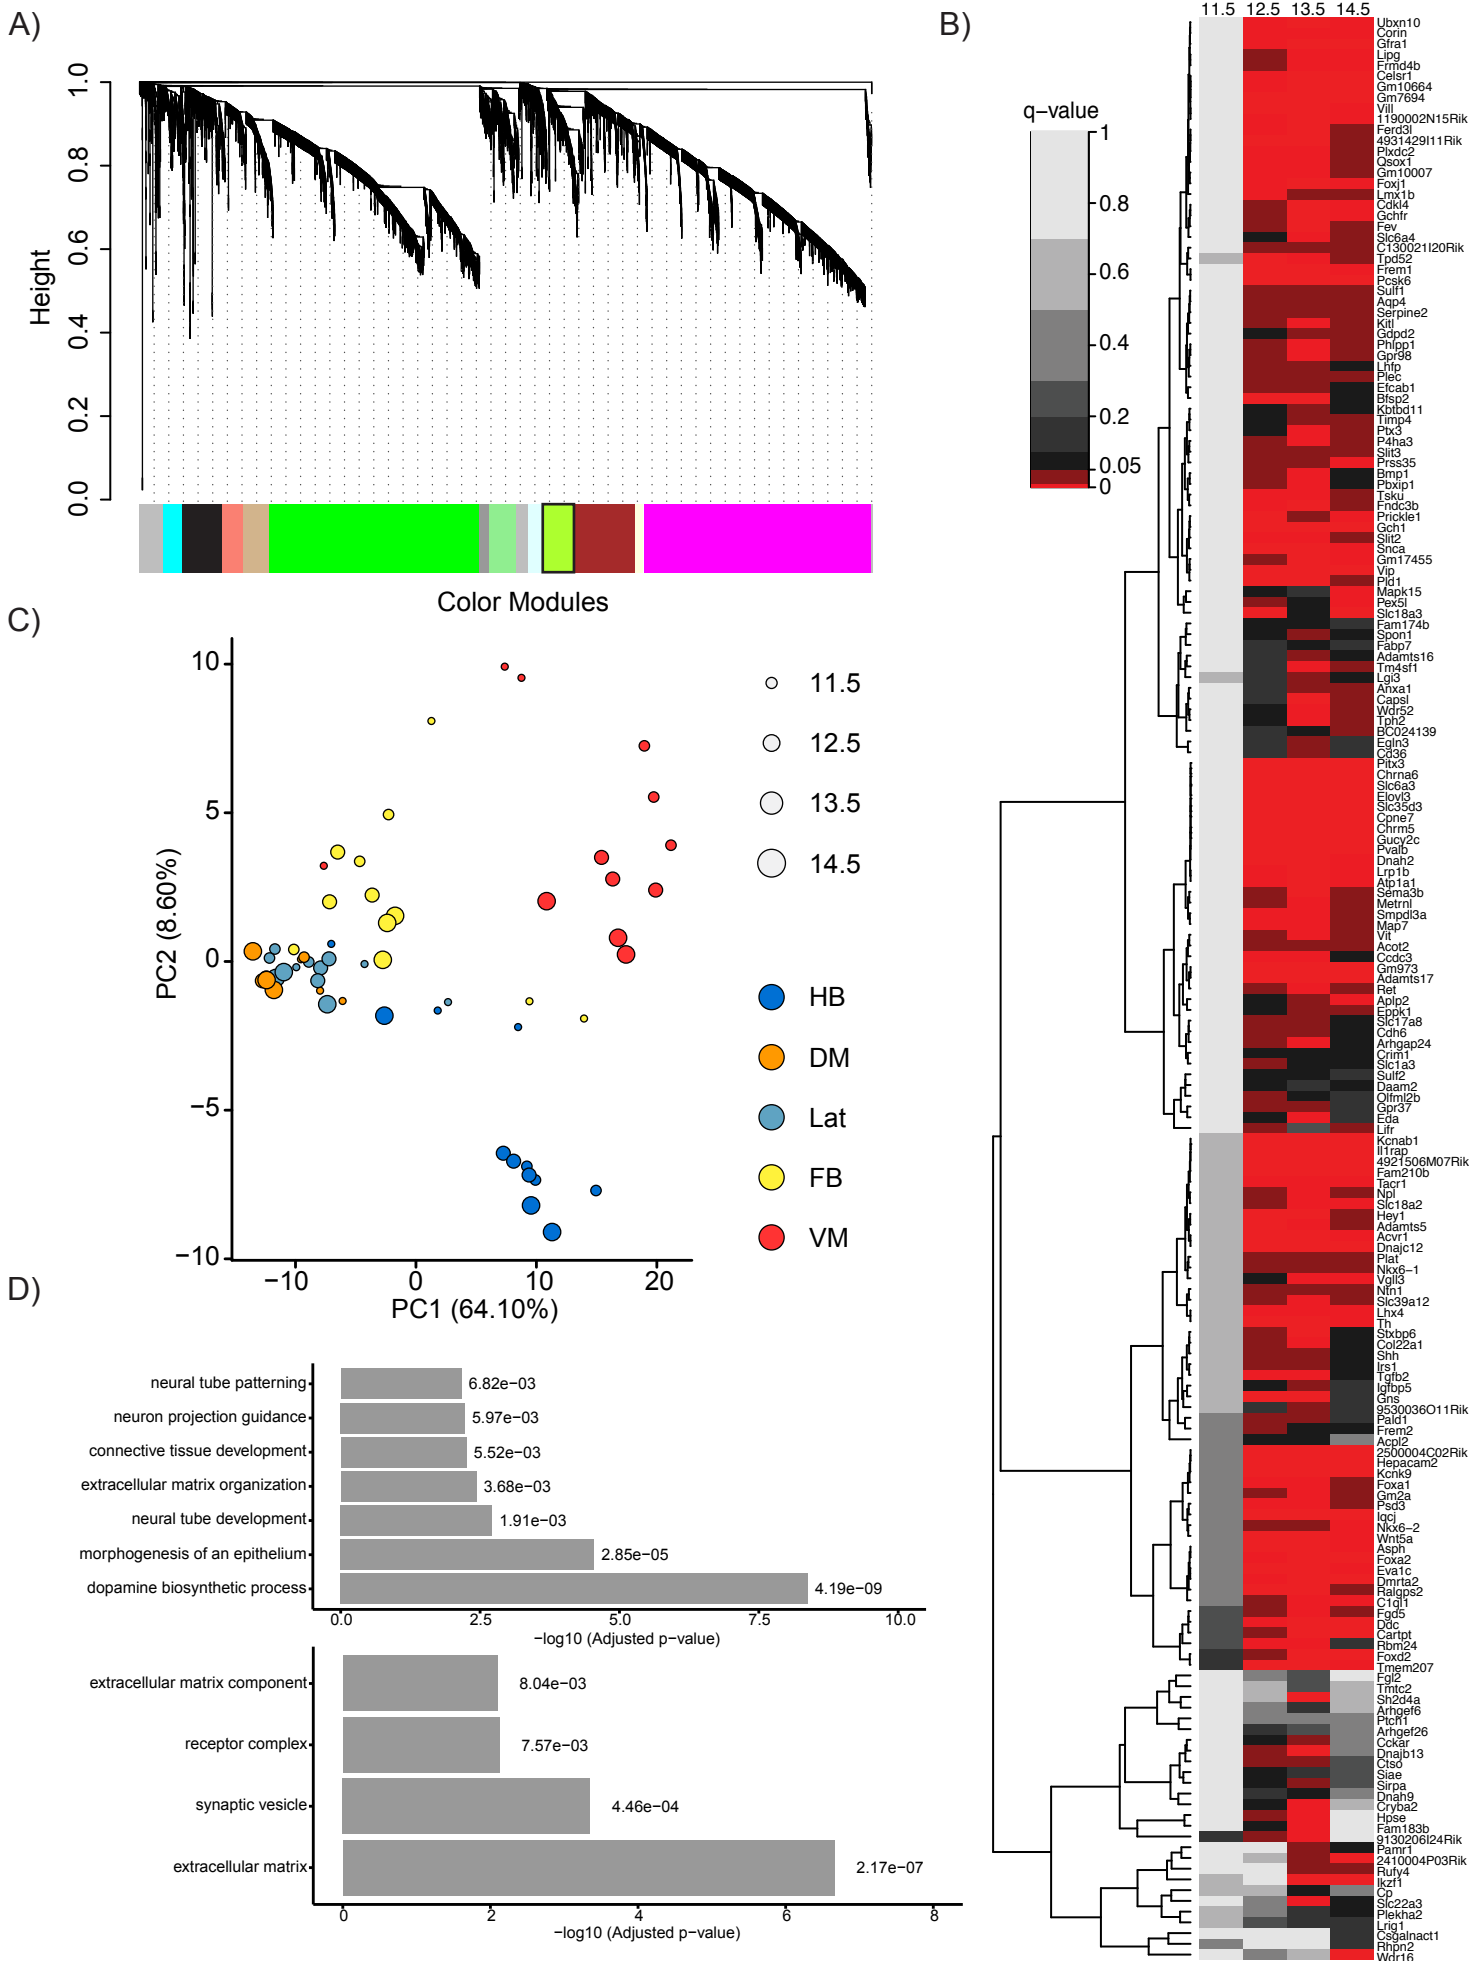 A)
Height
1.0
0.8
0.6
0.4
0.2
0.0
Color Modules
B)
11.5 12.5 13.5 14.5
q-value
1
0.8
0.6
0.4
0.2
0.05
0
Ubxn10
Corin
Gfra1
Lipg
Frmd4b
Celsr1
Gm10664
Gm7694
Vill
1190002N15Rik
Ferd3l
4931429I11Rik
Plxdc2
Qsox1
Gm10007
Foxj1
Lmx1b
Cdkl4
Gchfr
Fev
Slc6a4
C130021I20Rik
Tpd52
Frem1
Pcsk6
Sulf1
Aqp4
Serpine2
Kitl
Gdpd2
Phlpp1
Gpr98
Lhfp
Plec
Efcab1
Bfsp2
Kbtbd11
Timp4
Ptx3
P4ha3
Slit3
Prss35
Bmp1
Pbxip1
Tsku
Fndc3b
Prickle1
Gch1
Slit2
Snca
Gm17455
Vip
Pld1
Mapk15
Pex5l
Slc18a3
Fam174b
Spon1
Fabp7
Adamts16
Tm4sf1
Lgi3
Anxa1
Capsl
Wdr52
Tph2
BC024139
Egln3
Cd36
Pitx3
Chrna6
Slc6a3
Elovl3
Slc35d3
Cpne7
Chrm5
Gucy2c
Pvalb
Dnah2
Lrp1b
Atp1a1
Sema3b
Metrnl
Smpdl3a
Map7
Vit
Acot2
Ccdc3
Gm973
Adamts17
Ret
Aplp2
Eppk1
Slc17a8
Cdh6
Arhgap24
Crim1
Slc1a3
Sulf2
Daam2
Olfml2b
Gpr37
Eda
Lifr
Kcnab1
Il1rap
4921506M07Rik
Fam210b
Tacr1
Npl
Slc18a2
Hey1
Adamts5
Acvr1
Dnajc12
Plat
Nkx6−1
Vgll3
Ntn1
Slc39a12
Lhx4
Th
Stxbp6
Col22a1
Shh
Irs1
Tgfb2
Igfbp5
Gns
9530036O11Rik
Pald1
Frem2
Acpl2
2500004C02Rik
Hepacam2
Kcnk9
Foxa1
Gm2a
Psd3
Iqcj
Nkx6−2
Wnt5a
Asph
Foxa2
Eva1c
Dmrta2
Ralgps2
C1ql1
Fgd5
Ddc
Cartpt
Rbm24
Foxd2
Tmem207
Fgl2
Tmtc2
Sh2d4a
Arhgef6
Ptch1
Arhgef26
Cckar
Dnajb13
Ctso
Siae
Sirpa
Dnah9
Cryba2
Hpse
Fam183b
9130206I24Rik
Pamr1
2410004P03Rik
Rufy4
Ikzf1
Cp
Slc22a3
Plekha2
Lrig1
Csgalnact1
Rhpn2
Wdr16
C)
PC2 (8.60%)
10
5
0
−5
−10
−10 0 10 20
PC1 (64.10%)
11.5
12.5
13.5
14.5
HB
DM
Lat
FB
VM
D)
neural tube patterning 6.82e−03
neuron projection guidance 5.97e−03
connective tissue development 5.52e−03
extracellular matrix organization 3.68e−03
neural tube development 1.91e−03
morphogenesis of an epithelium 2.85e−05
dopamine biosynthetic process 4.19e−09
0.0 2.5 5.0 7.5 10.0
−log10 (Adjusted p−value)
extracellular matrix component 8.04e−03
receptor complex 7.57e−03
synaptic vesicle 4.46e−04
extracellular matrix 2.17e−07
0 2 4 6 8
−log10 (Adjusted p−value)